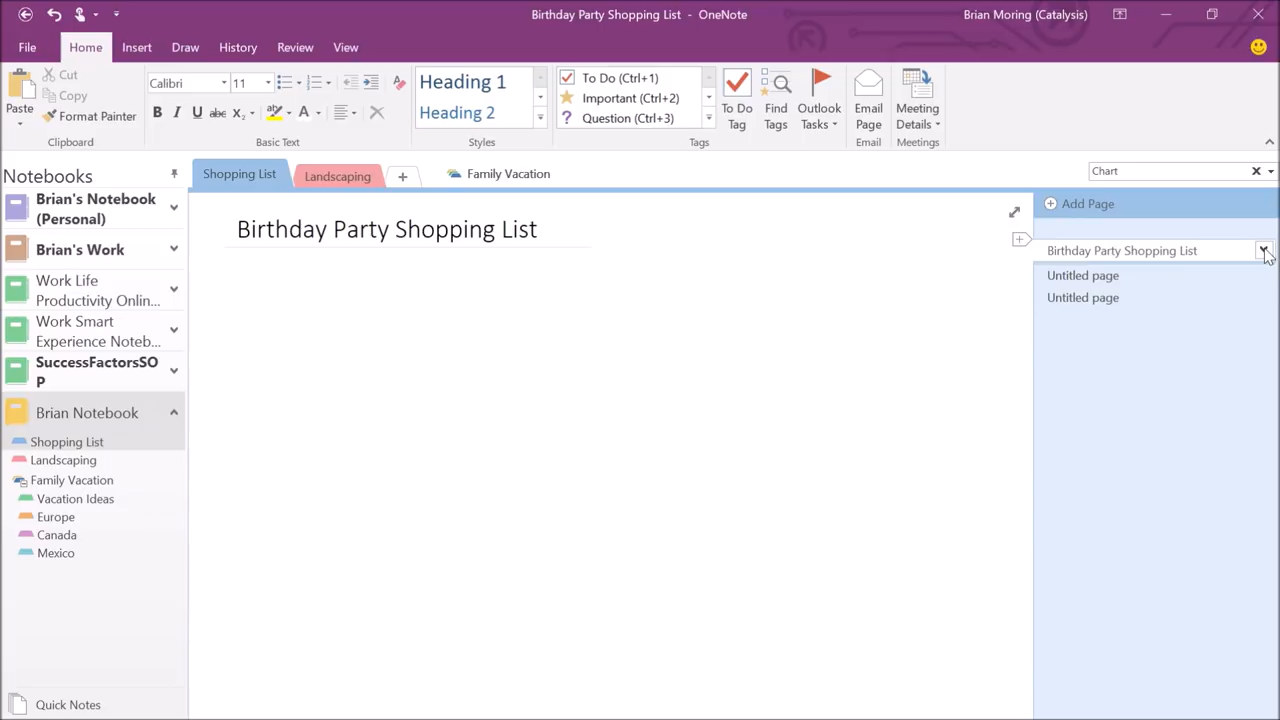 Birthday Party Shopping List - OneNote
Brian Moring (Catalysis)
File Home Insert Draw History Review View
Paste
Cut
Copy
Format Painter
Clipboard
Calibri 11
B I U abc X₂ A
Basic Text
Heading 1
Heading 2
Styles
To Do (Ctrl+1)
Important (Ctrl+2)
Question (Ctrl+3)
To Do
Tag
Find
Tags
Outlook
Tasks
Tags
Email
Page
Email
Meeting
Details
Meetings
Notebooks
Brian's Notebook
(Personal)
Brian's Work
Work Life
Productivity Onlin...
Work Smart
Experience Noteb...
SuccessFactorsSO
P
Brian Notebook
Shopping List
Landscaping
Family Vacation
Vacation Ideas
Europe
Canada
Mexico
Quick Notes
Shopping List Landscaping + Family Vacation
Chart
Birthday Party Shopping List
Add Page
Birthday Party Shopping List
Untitled page
Untitled page